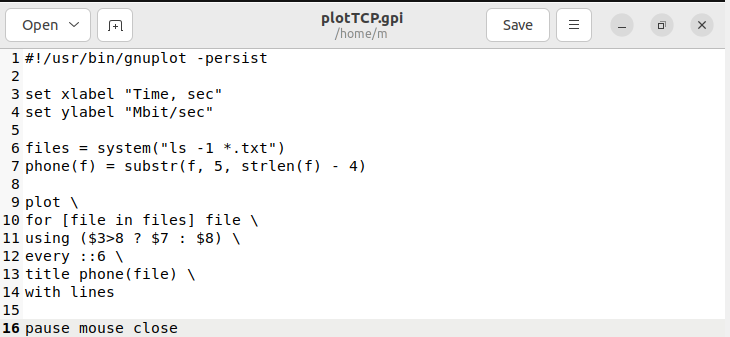 Open
plotTCP.gpi
/home/m
Save
1 #!/usr/bin/gnuplot -persist
2
3 set xlabel "Time, sec"
4 set ylabel "Mbit/sec"
5
6 files = system("ls -1 *.txt")
7 phone(f) = substr(f, 5, strlen(f) - 4)
8
9 plot \
10 for [file in files] file \
11 using ($3>8 ? $7 : $8) \
12 every ::6 \
13 title phone(file) \
14 with lines
15
16 pause mouse close